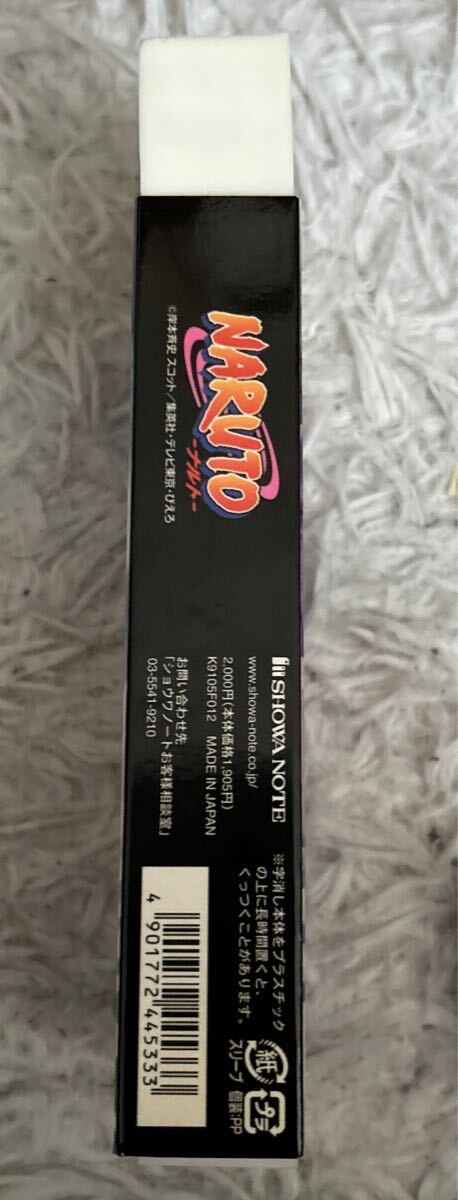 NARUTO
-ナルト-
©岸本斉史 スコット/集英社・テレビ東京・ぴえろ
SHOWA NOTE
www.showa-note.co.jp/
2,000円(本体価格1,905円)
K9105F012 MADE IN JAPAN
お問い合わせ先
「ショウワノートお客様相談室」
03-5541-9210
※字消し本体をプラスチック
の上に長時間置くと、
くっつくことがあります。
紙
スリーブ
プラ
個装:PP
4 901772 445333